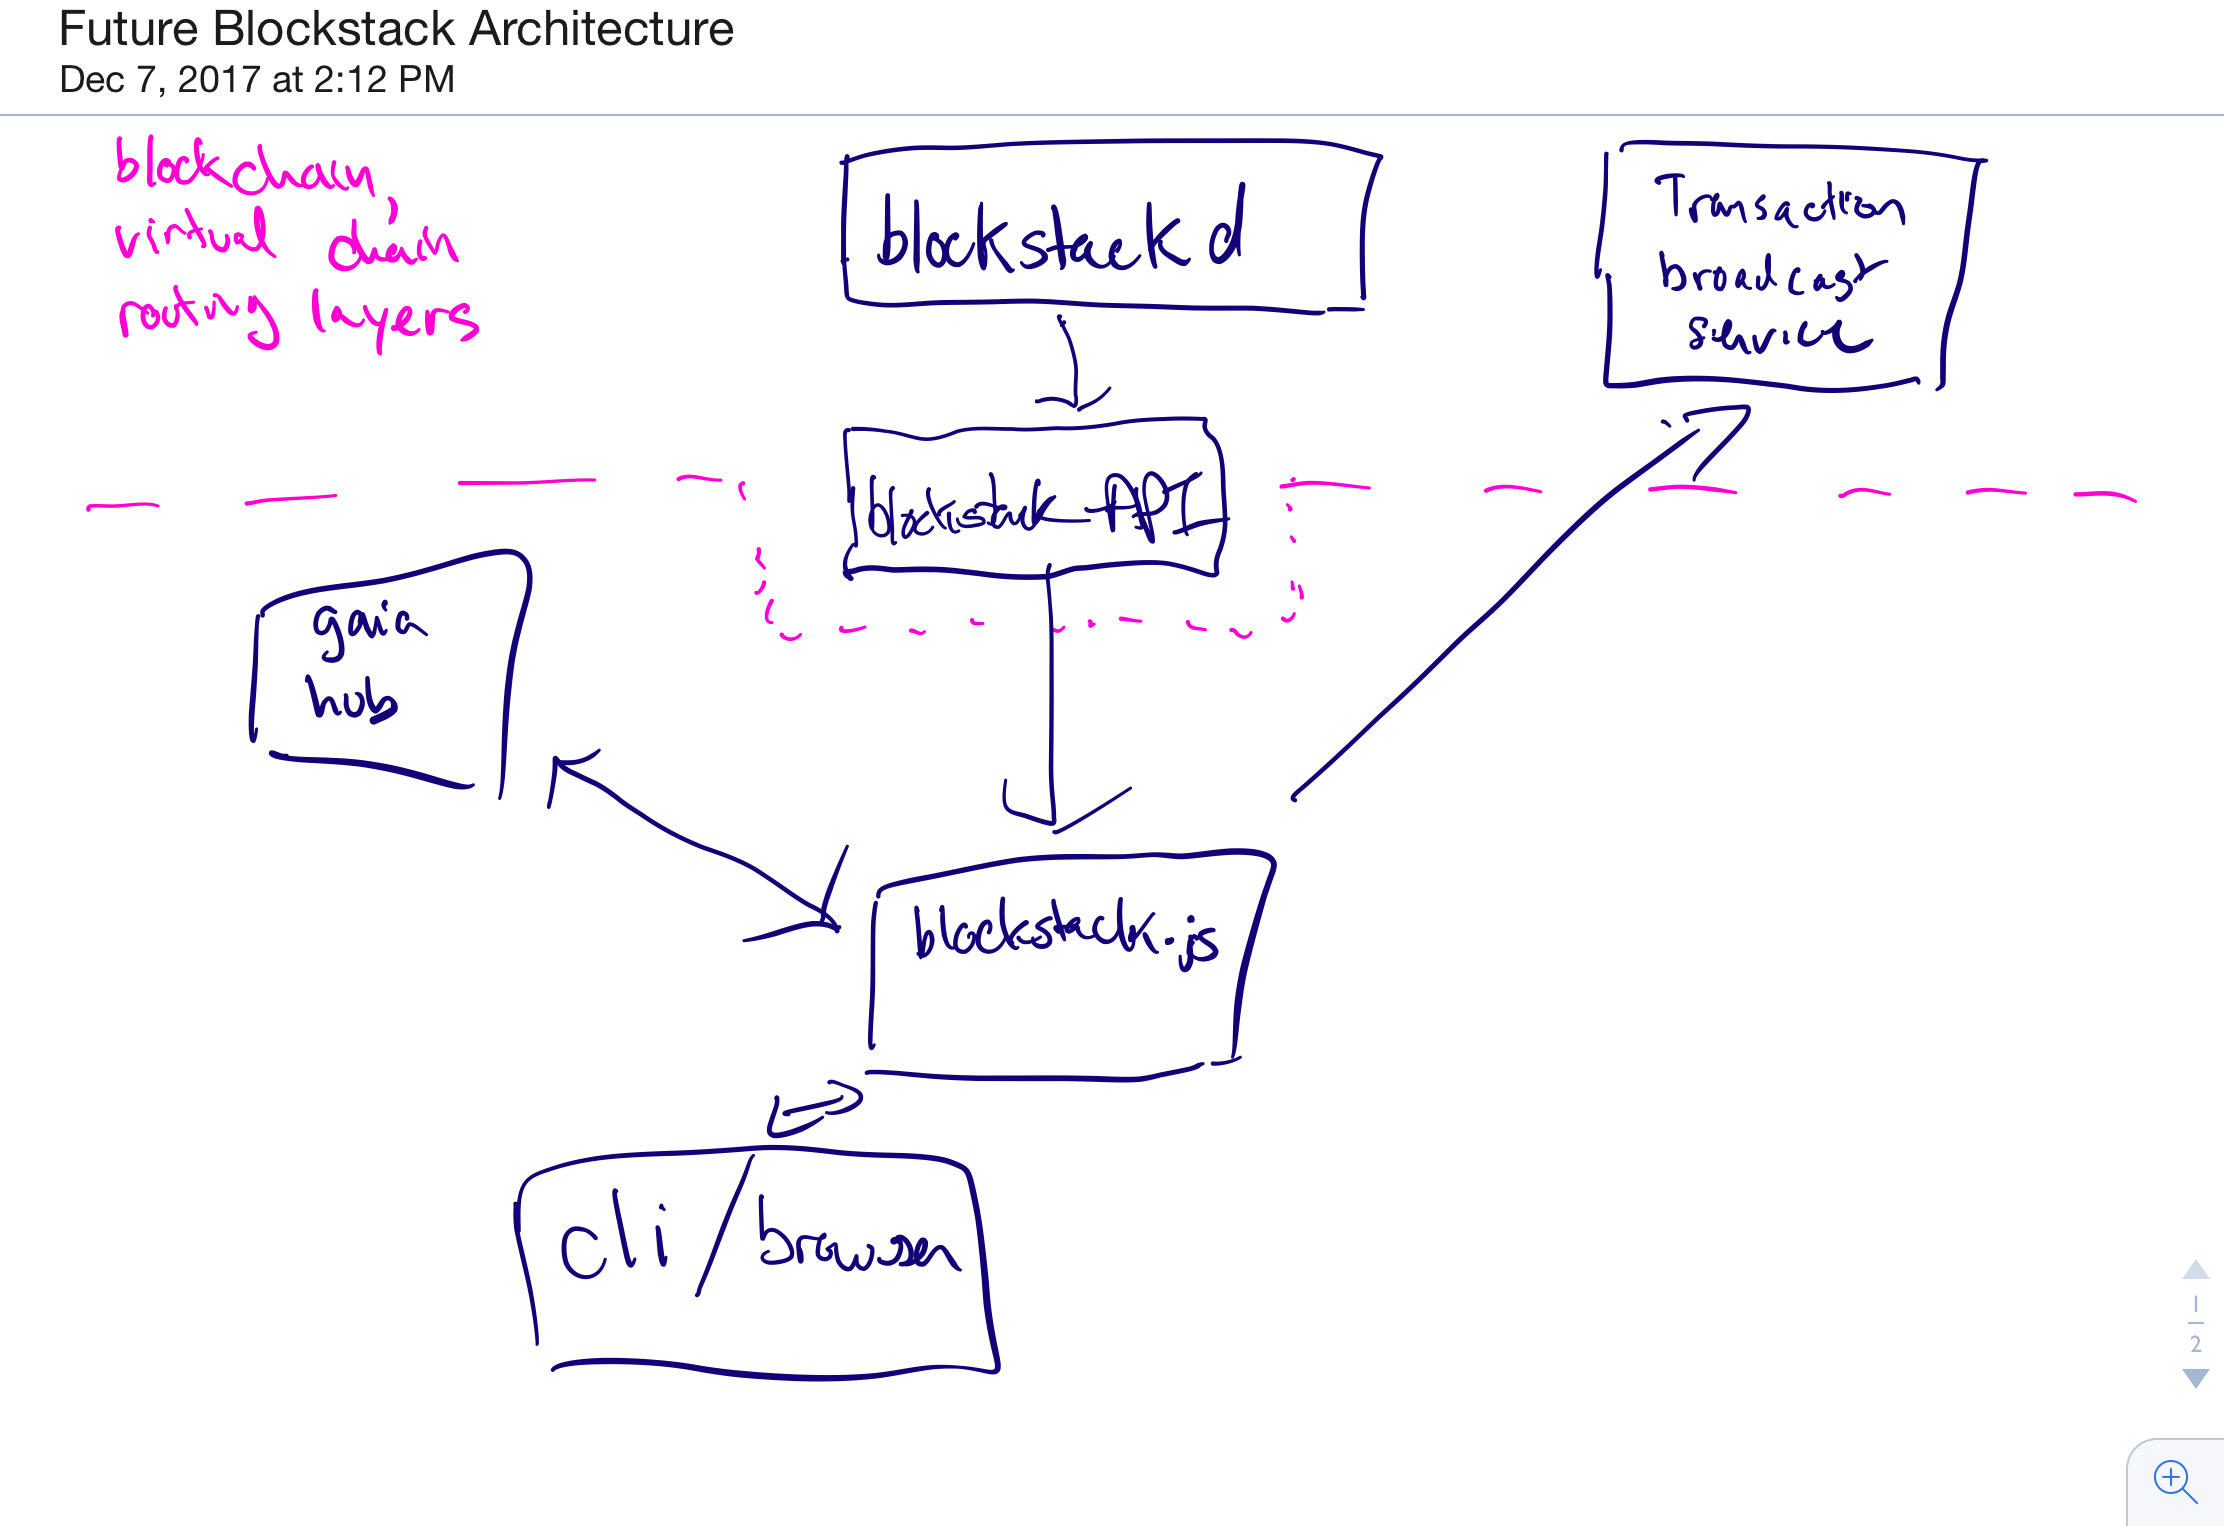 Future Blockstack Architecture
Dec 7, 2017 at 2:12 PM
blockchain,
virtual chain
routing layers
blockstack d
Transaction
broadcast
service
blockstack API
gaia
hub
blockstack.js
cli / browser
1
2